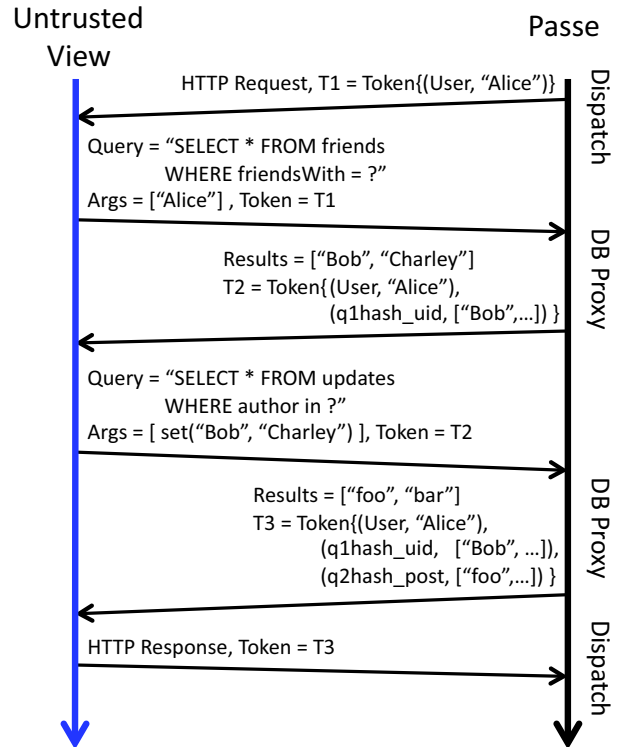 Untrusted
View
Passe
HTTP Request, T1 = Token{(User, “Alice”)}
Dispatch
Query = “SELECT * FROM friends
WHERE friendsWith = ?”
Args = [“Alice”] , Token = T1
DB Proxy
Results = [“Bob”, “Charley”]
T2 = Token{(User, “Alice”),
(q1hash_uid, [“Bob”,…]) }
Query = “SELECT * FROM updates
WHERE author in ?”
Args = [ set(“Bob”, “Charley”) ], Token = T2
DB Proxy
Results = [“foo”, “bar”]
T3 = Token{(User, “Alice”),
(q1hash_uid, [“Bob”, …]),
(q2hash_post, [“foo”,…]) }
HTTP Response, Token = T3
Dispatch